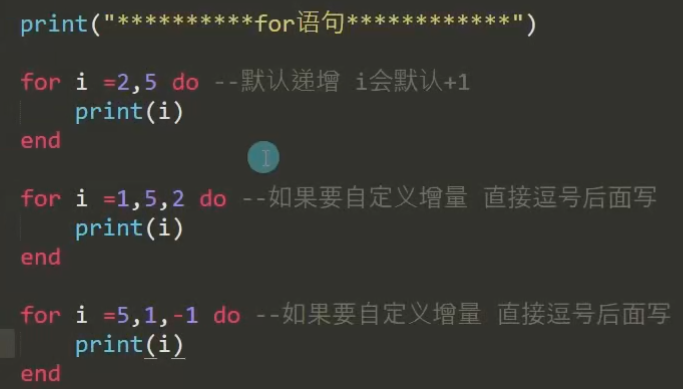 print("**********for语句************")
for i =2,5 do --默认递增 i会默认+1
    print(i)
end
for i =1,5,2 do --如果要自定义增量 直接逗号后面写
    print(i)
end
for i =5,1,-1 do --如果要自定义增量 直接逗号后面写
    print(i)
end